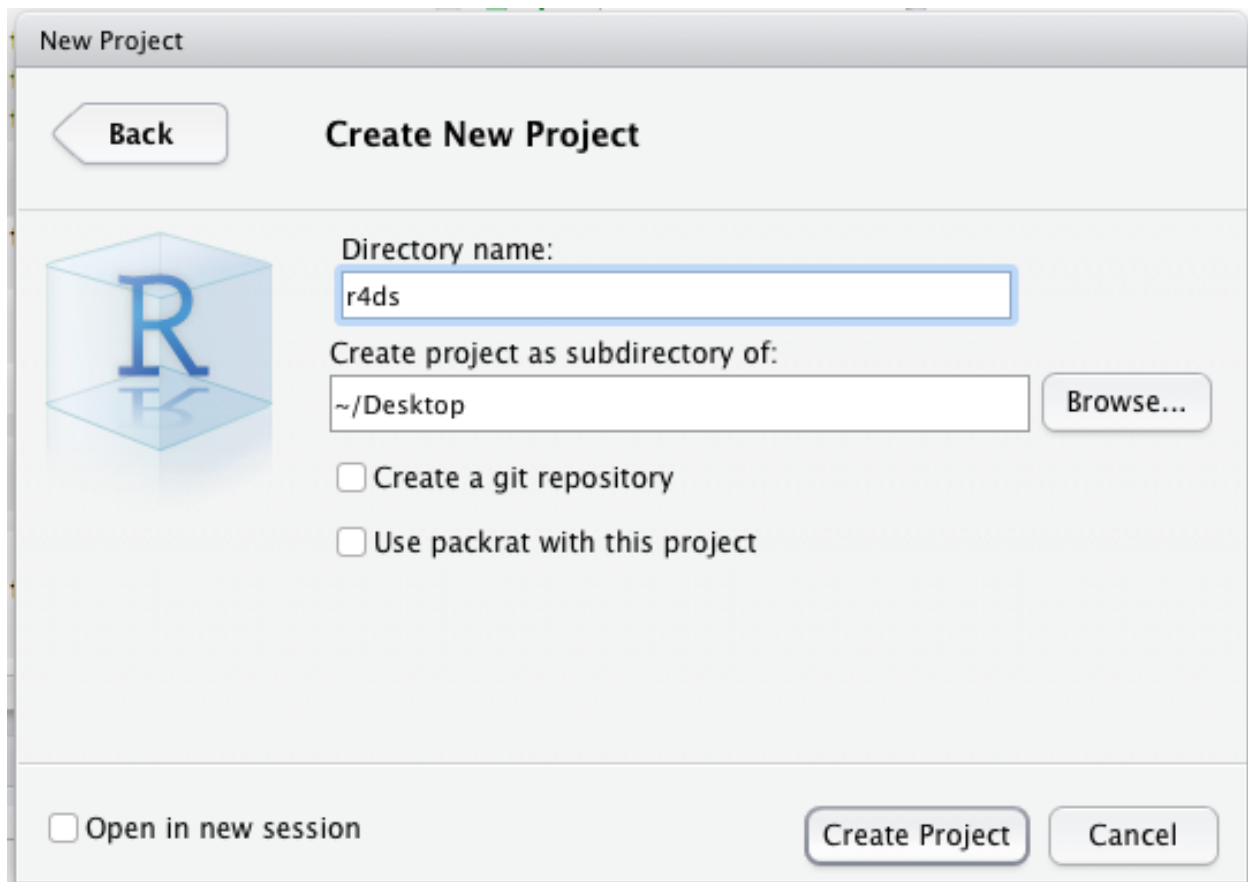 New Project
Back
Create New Project
R
Directory name:
r4ds
Create project as subdirectory of:
~/Desktop
Browse...
Create a git repository
Use packrat with this project
Open in new session
Create Project
Cancel